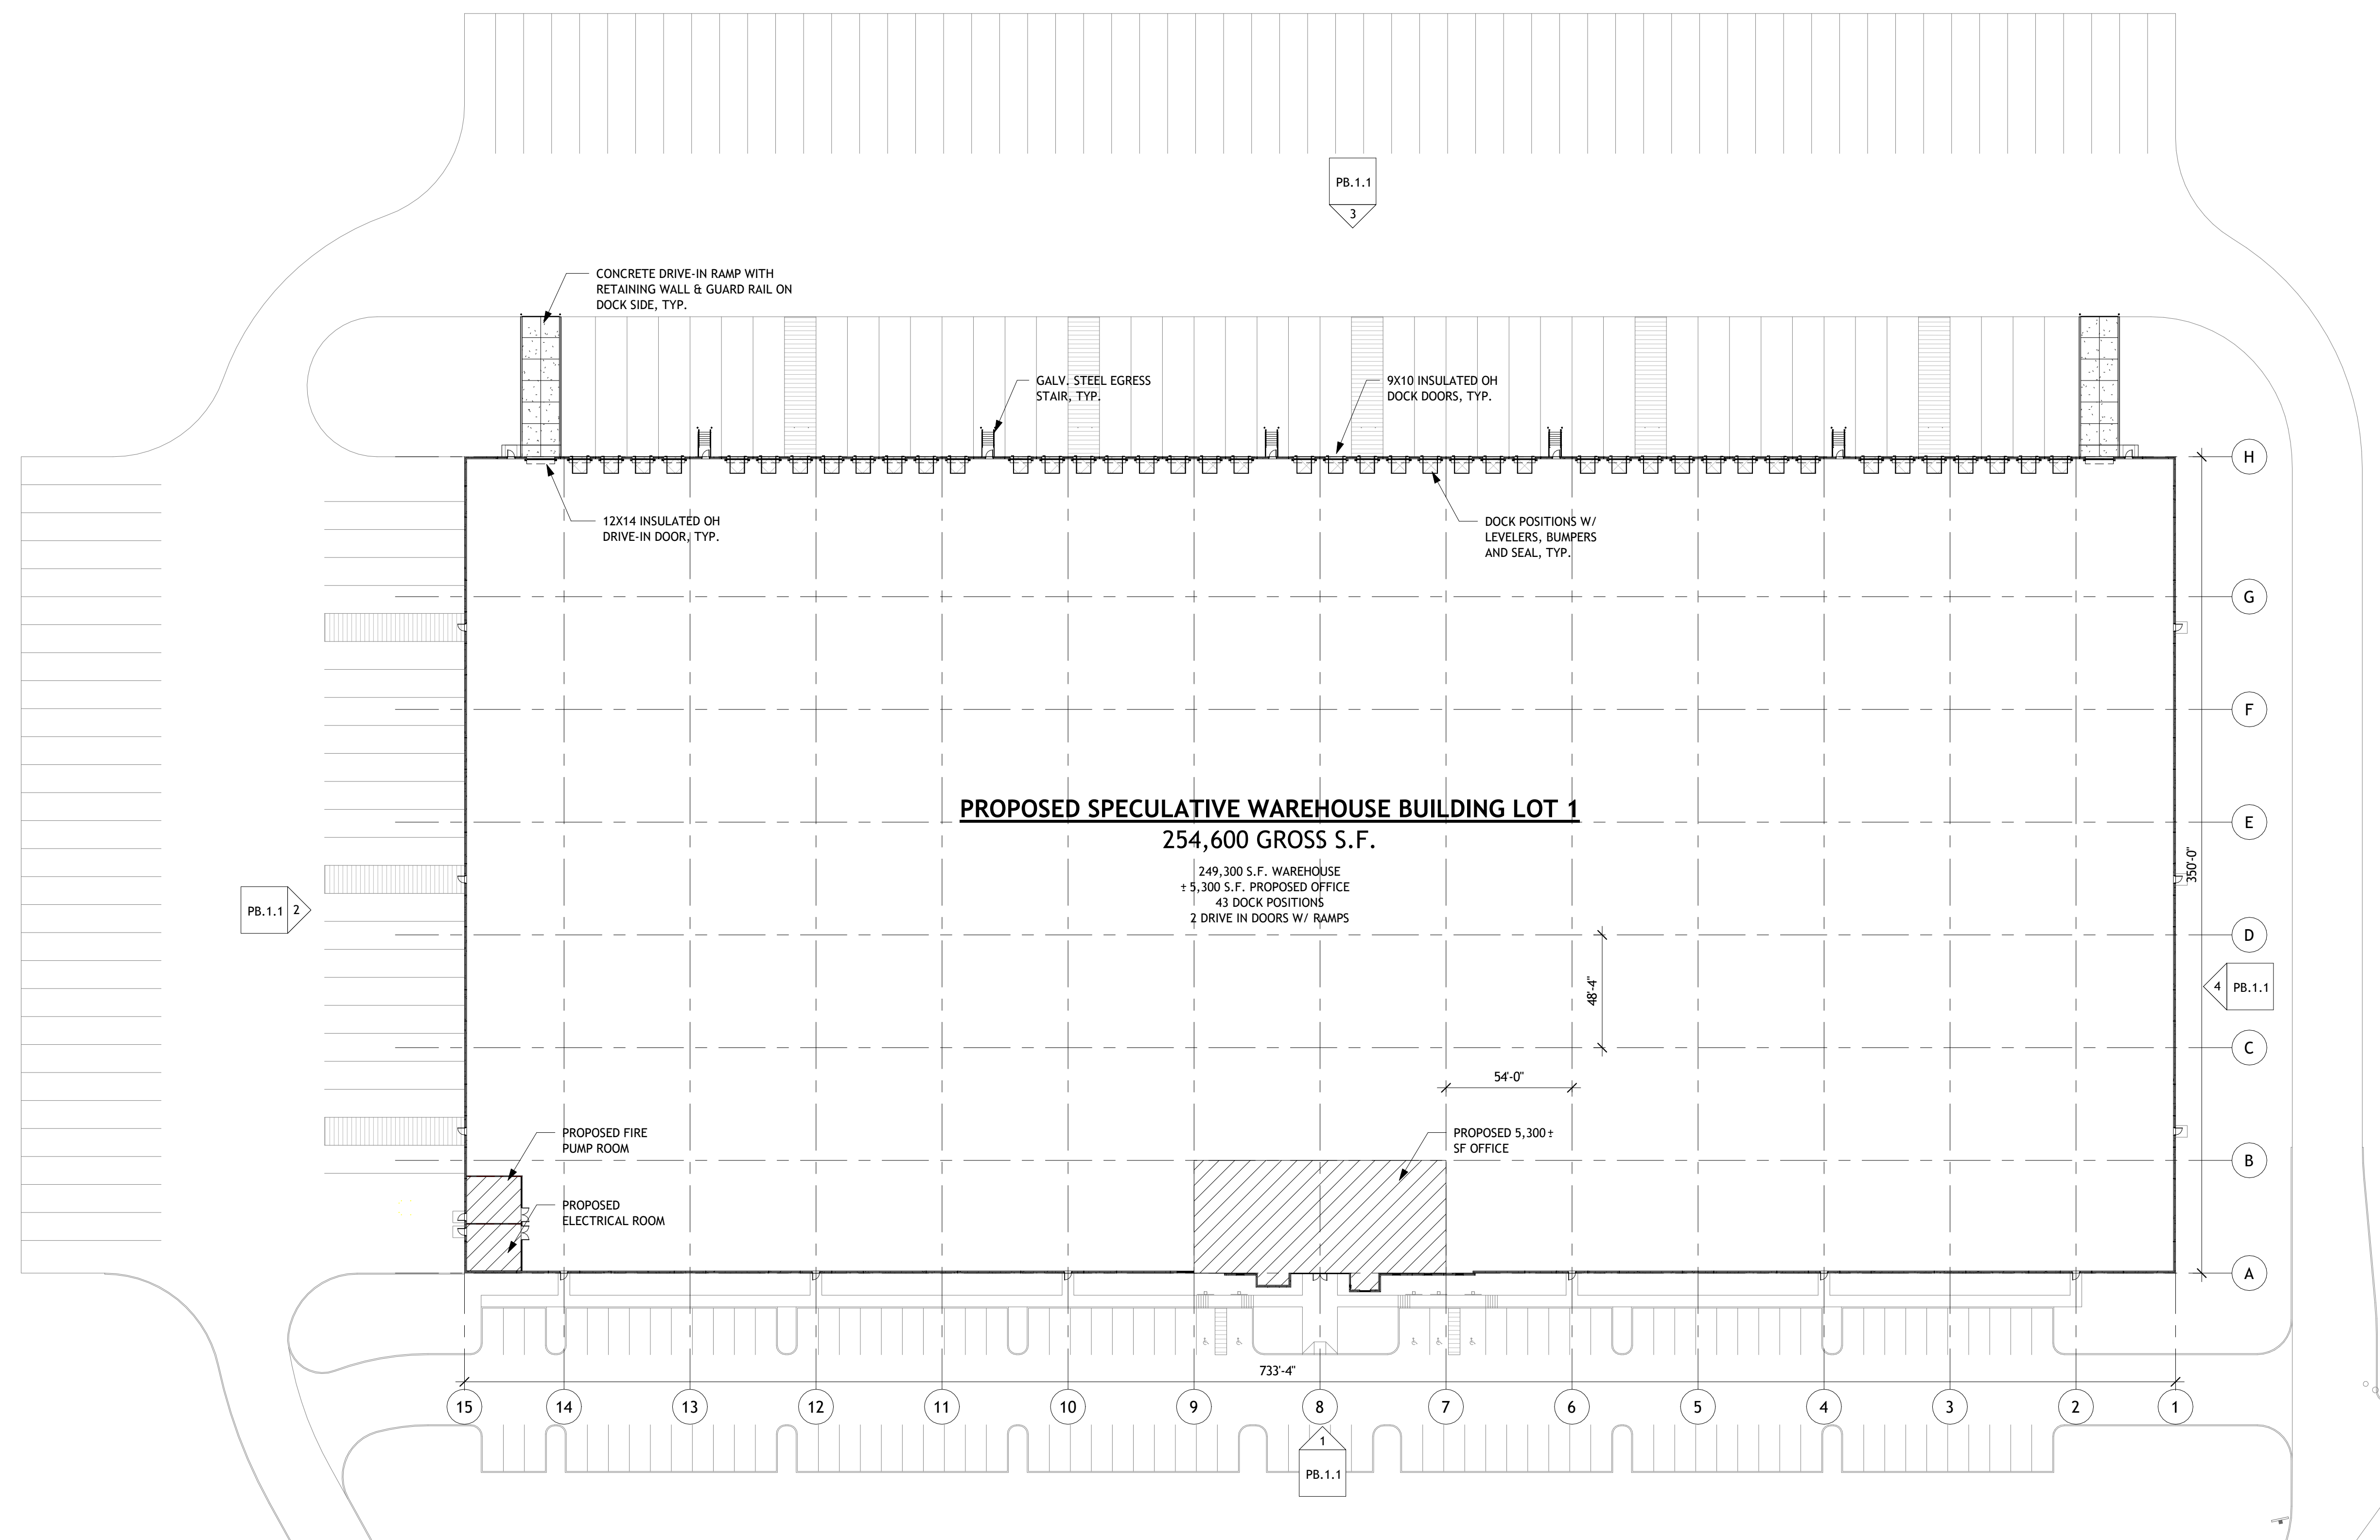 PB.1.1
3
CONCRETE DRIVE-IN RAMP WITH
RETAINING WALL & GUARD RAIL ON
DOCK SIDE, TYP.
GALV. STEEL EGRESS
STAIR, TYP.
9X10 INSULATED OH
DOCK DOORS, TYP.
H
12X14 INSULATED OH
DRIVE-IN DOOR, TYP.
DOCK POSITIONS W/
LEVELERS, BUMPERS
AND SEAL, TYP.
G
F
PROPOSED SPECULATIVE WAREHOUSE BUILDING LOT 1
254,600 GROSS S.F.
249,300 S.F. WAREHOUSE
±5,300 S.F. PROPOSED OFFICE
43 DOCK POSITIONS
2 DRIVE IN DOORS W/ RAMPS
E
350'-0"
PB.1.1 2
D
48'-4"
4 PB.1.1
C
54'-0"
PROPOSED FIRE
PUMP ROOM
PROPOSED 5,300±
SF OFFICE
B
PROPOSED
ELECTRICAL ROOM
A
733'-4"
15 14 13 12 11 10 9 8 7 6 5 4 3 2 1
1
PB.1.1